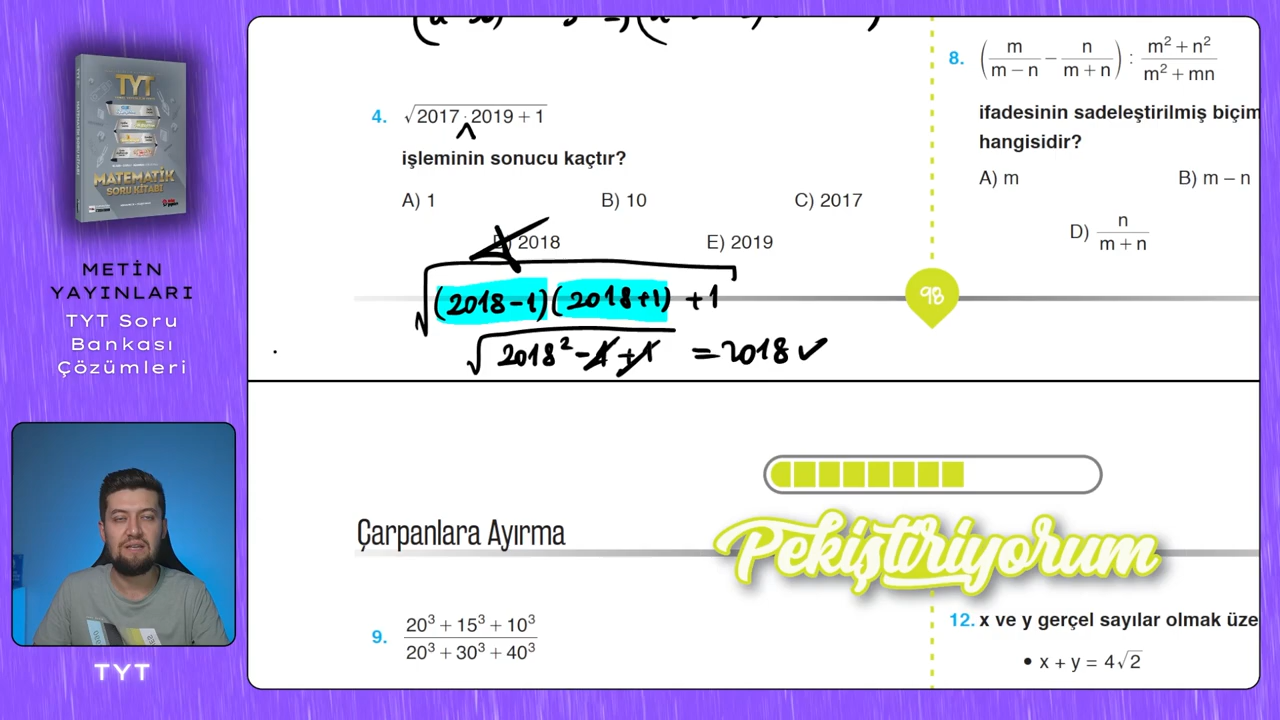 TYT
MATEMATİK
SORU KİTABI
METİN
YAYINLARI
TYT Soru
Bankası
Çözümleri
TYT
4. √2017 · 2019 + 1
işleminin sonucu kaçtır?
A) 1 B) 10 C) 2017
D) 2018 E) 2019
√(2018-1)(2018+1) +1
√2018² -1 +1 = 2018 ✓
8. (m/(m − n) − n/(m + n)) : (m² + n²)/(m² + mn)
ifadesinin sadeleştirilmiş biçim
hangisidir?
A) m B) m − n
D) n/(m + n)
98
Çarpanlara Ayırma
Pekiştiriyorum
9. (20³ + 15³ + 10³)/(20³ + 30³ + 40³)
12. x ve y gerçel sayılar olmak üze
• x + y = 4√2